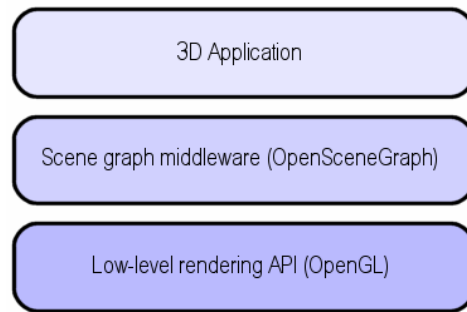 3D Application
Scene graph middleware (OpenSceneGraph)
Low-level rendering API (OpenGL)